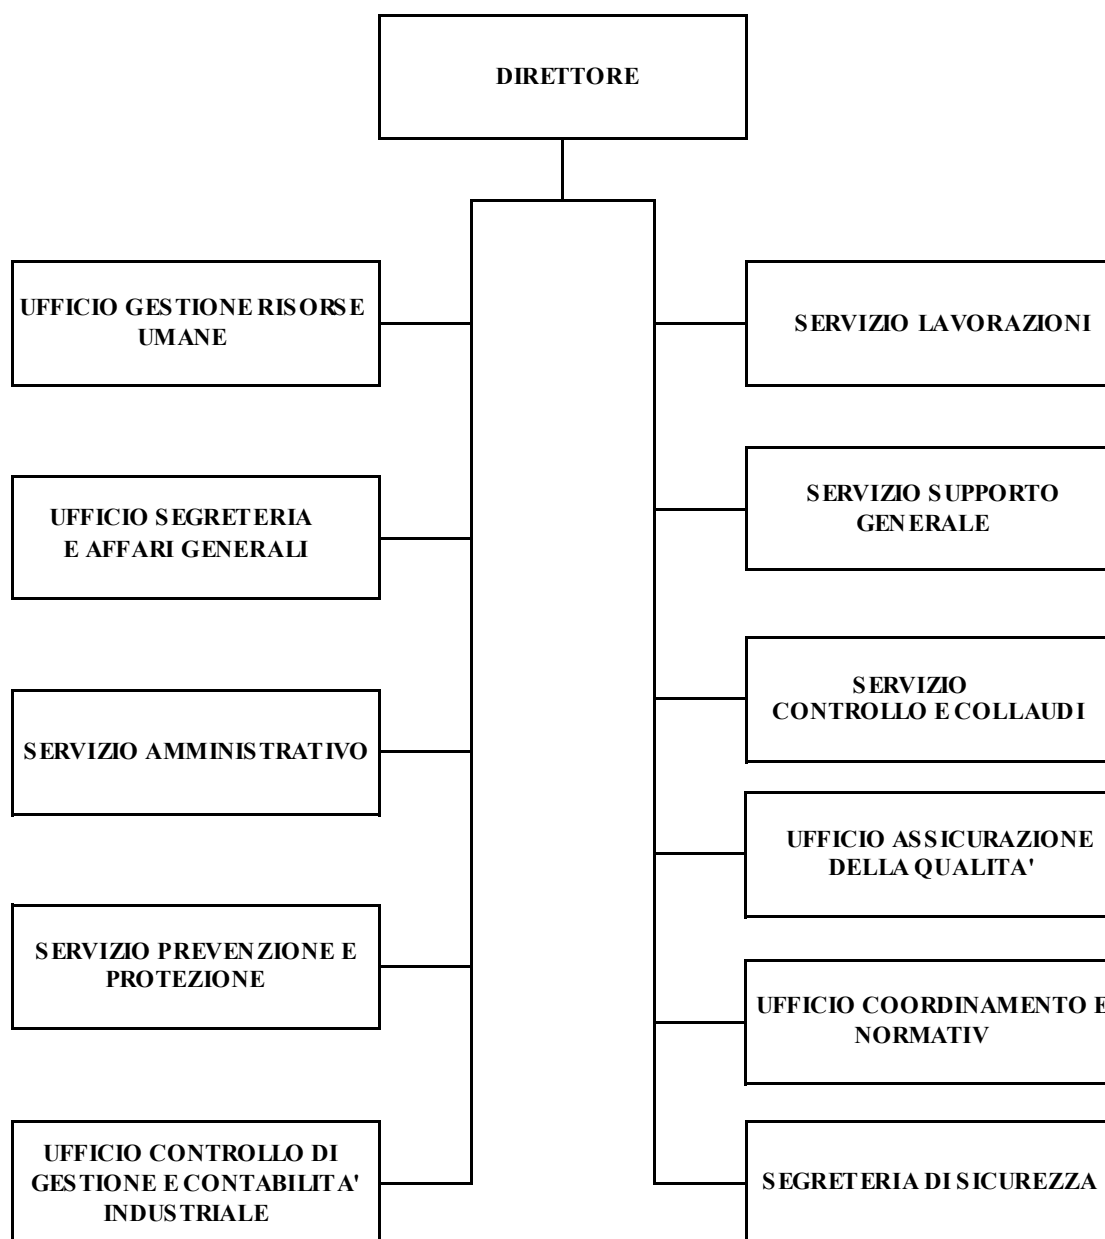 DIRETTORE
UFFICIO GESTIONE RISORSE
UMANE
UFFICIO SEGRETERIA
E AFFARI GENERALI
SERVIZIO AMMINISTRATIVO
SERVIZIO PREVENZIONE E
PROTEZIONE
UFFICIO CONTROLLO DI
GESTIONE E CONTABILITA'
INDUSTRIALE
SERVIZIO LAVORAZIONI
SERVIZIO SUPPORTO
GENERALE
SERVIZIO
CONTROLLO E COLLAUDI
UFFICIO ASSICURAZIONE
DELLA QUALITA'
UFFICIO COORDINAMENTO E
NORMATIV
SEGRETERIA DI SICUREZZA